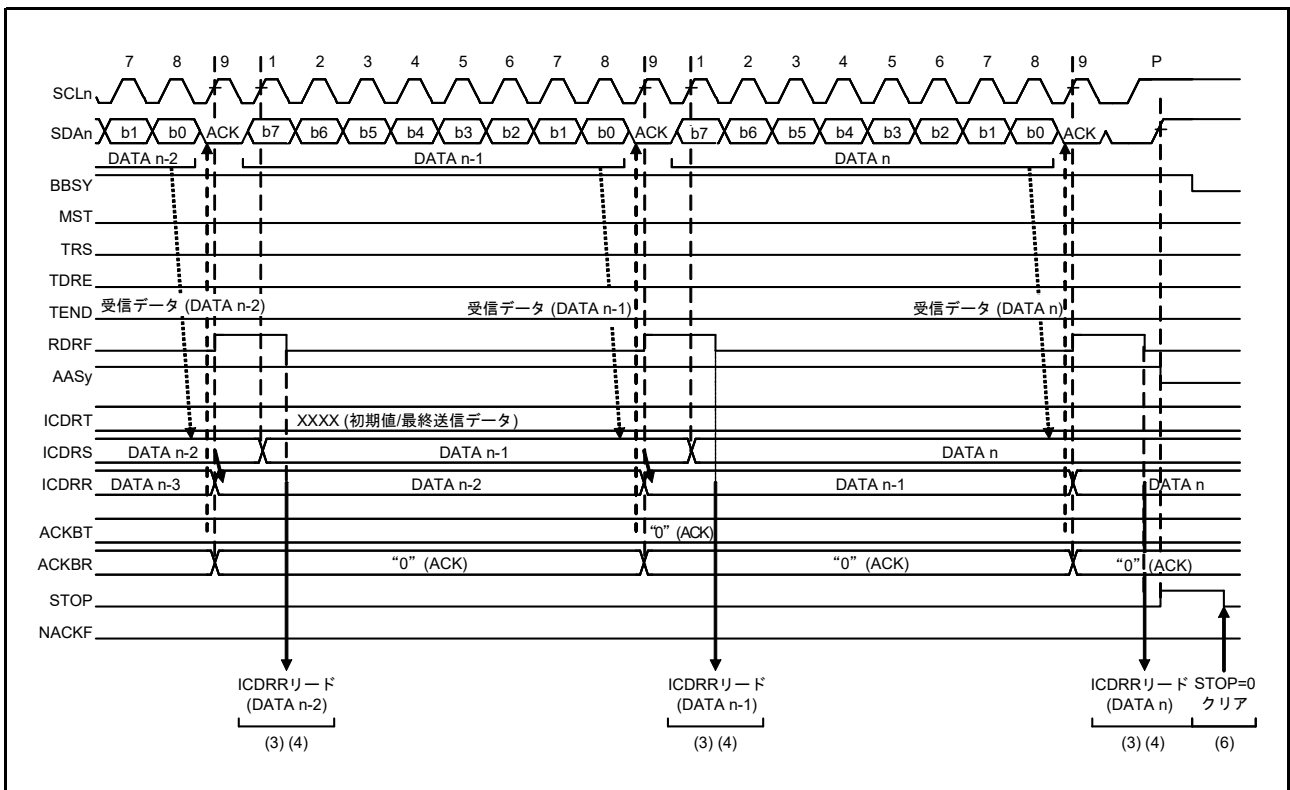 7 8 9 1 2 3 4 5 6 7 8 9 1 2 3 4 5 6 7 8 9 P
SCLn
SDAn b1 b0 ACK b7 b6 b5 b4 b3 b2 b1 b0 ACK b7 b6 b5 b4 b3 b2 b1 b0 ACK
DATA n-2 DATA n-1 DATA n
BBSY
MST
TRS
TDRE
TEND 受信データ (DATA n-2) 受信データ (DATA n-1) 受信データ (DATA n)
RDRF
AASy
ICDRT XXXX (初期値/最終送信データ)
ICDRS DATA n-2 DATA n-1 DATA n
ICDRR DATA n-3 DATA n-2 DATA n-1 DATA n
ACKBT “0” (ACK)
ACKBR “0” (ACK) “0” (ACK) “0” (ACK)
STOP
NACKF
ICDRRリード ICDRRリード ICDRRリード STOP=0
(DATA n-2) (DATA n-1) (DATA n) クリア
(3) (4) (3) (4) (3) (4) (6)